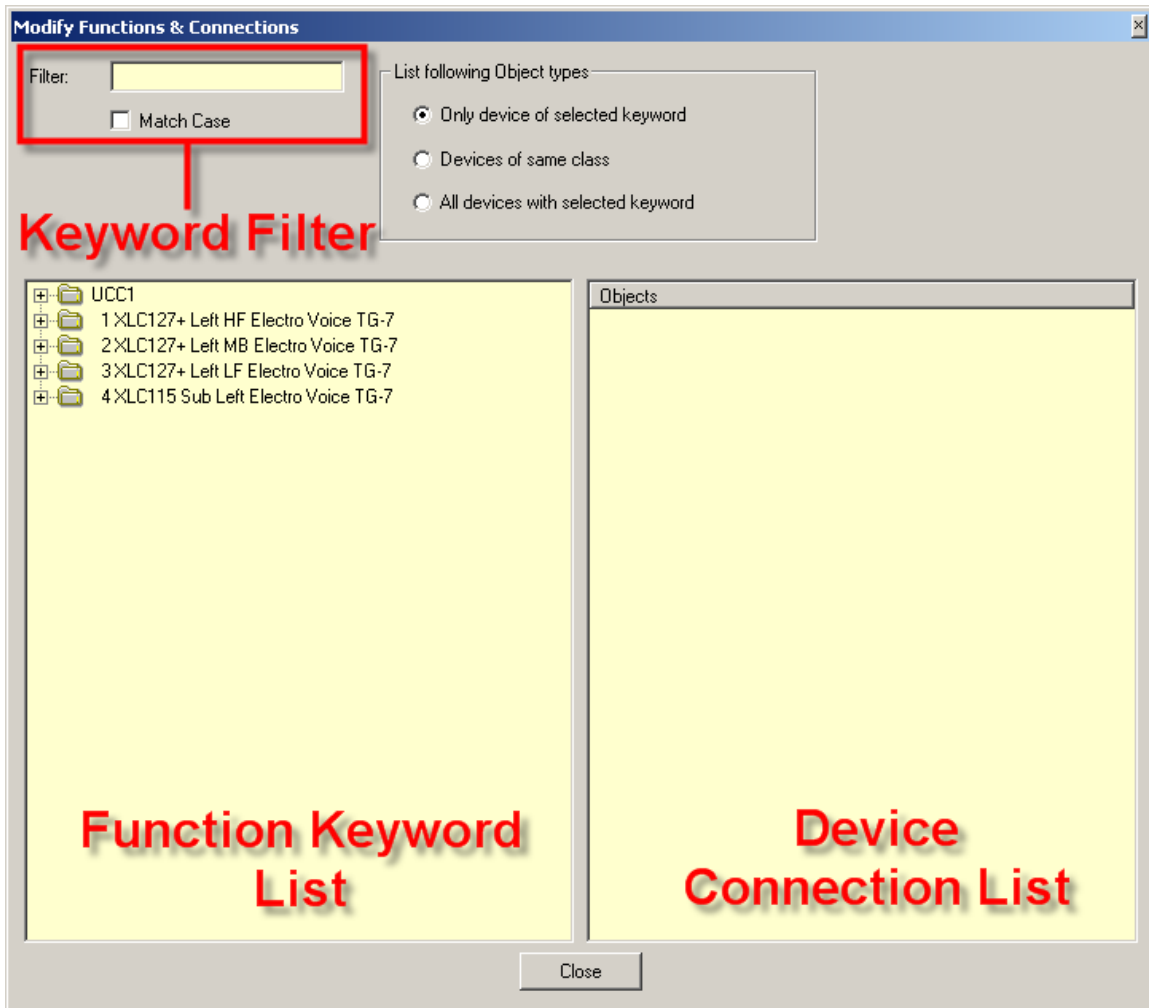 Modify Functions & Connections
Filter:
Match Case
Keyword Filter
List following Object types
Only device of selected keyword
Devices of same class
All devices with selected keyword
UCC1
1 XLC127+ Left HF Electro Voice TG-7
2 XLC127+ Left MB Electro Voice TG-7
3 XLC127+ Left LF Electro Voice TG-7
4 XLC115 Sub Left Electro Voice TG-7
Function Keyword
List
Objects
Device
Connection List
Close